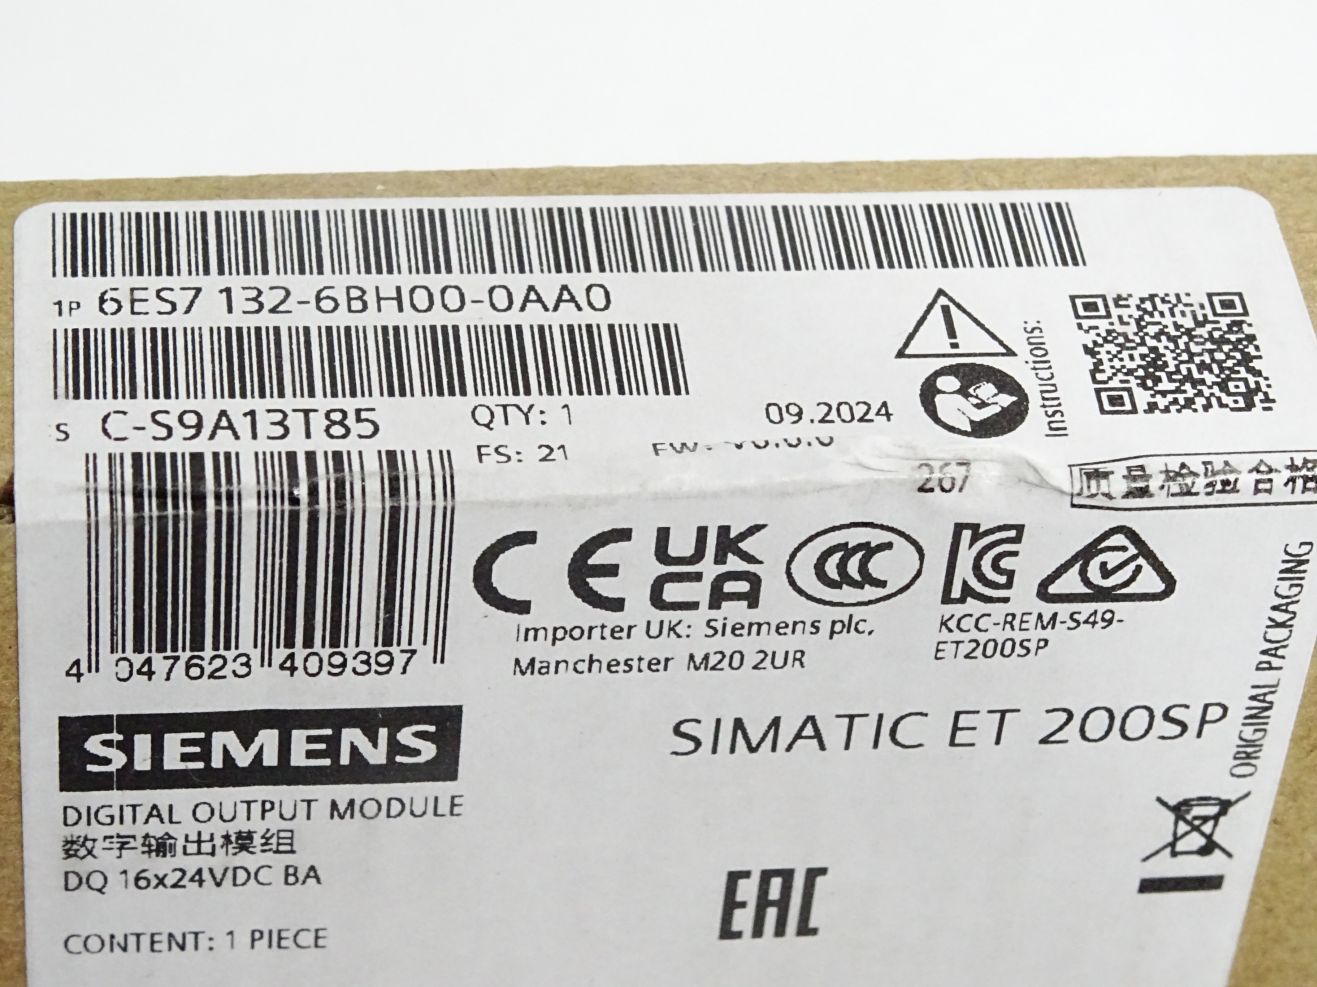 1P 6ES7 132-6BH00-0AA0
S C-S9A13T85
QTY: 1
09.2024
FS: 21
267
质量检验合格
Instructions:
4 047623 409397
CE
UK
CA
CCC
KC
Importer UK: Siemens plc,
Manchester M20 2UR
KCC-REM-S49-
ET200SP
ORIGINAL PACKAGING
SIEMENS
SIMATIC ET 200SP
DIGITAL OUTPUT MODULE
数字输出模组
DQ 16x24VDC BA
EAC
CONTENT: 1 PIECE